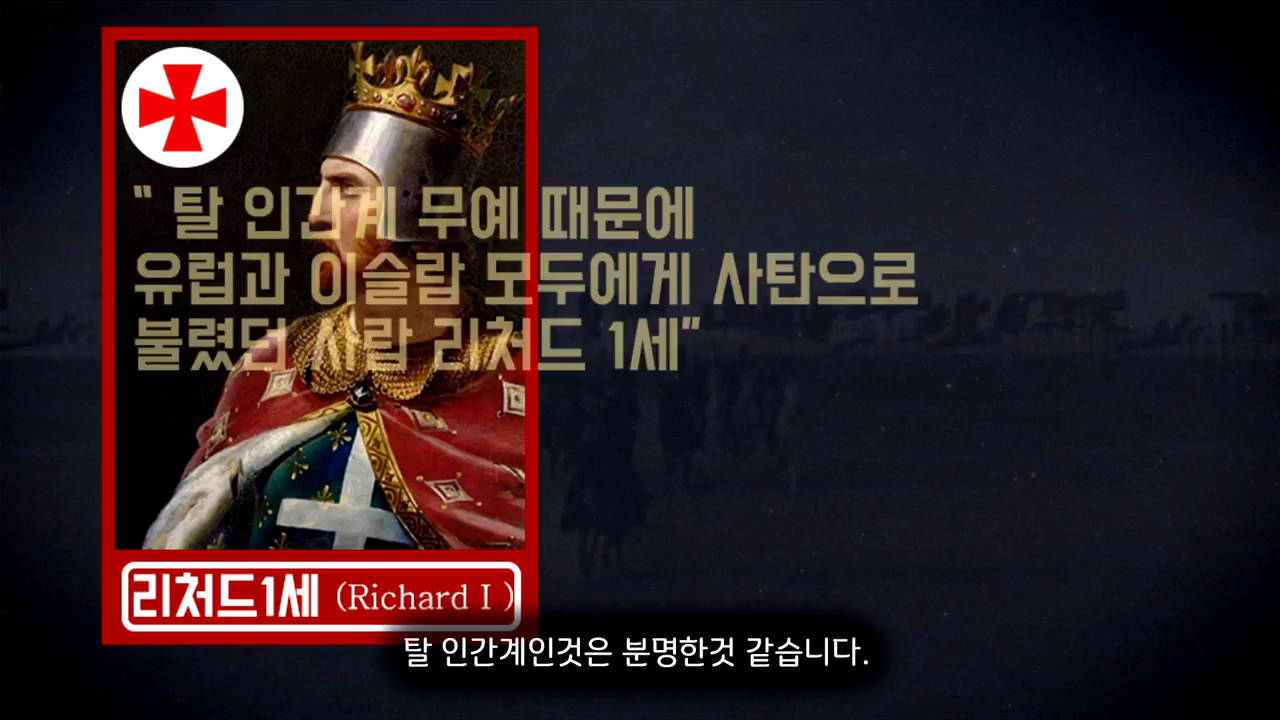 “ 탈 인간계 무예 때문에
유럽과 이슬람 모두에게 사탄으로
불렸던 사람 리처드 1세”
리처드1세 (Richard I )
탈 인간계인것은 분명한것 같습니다.